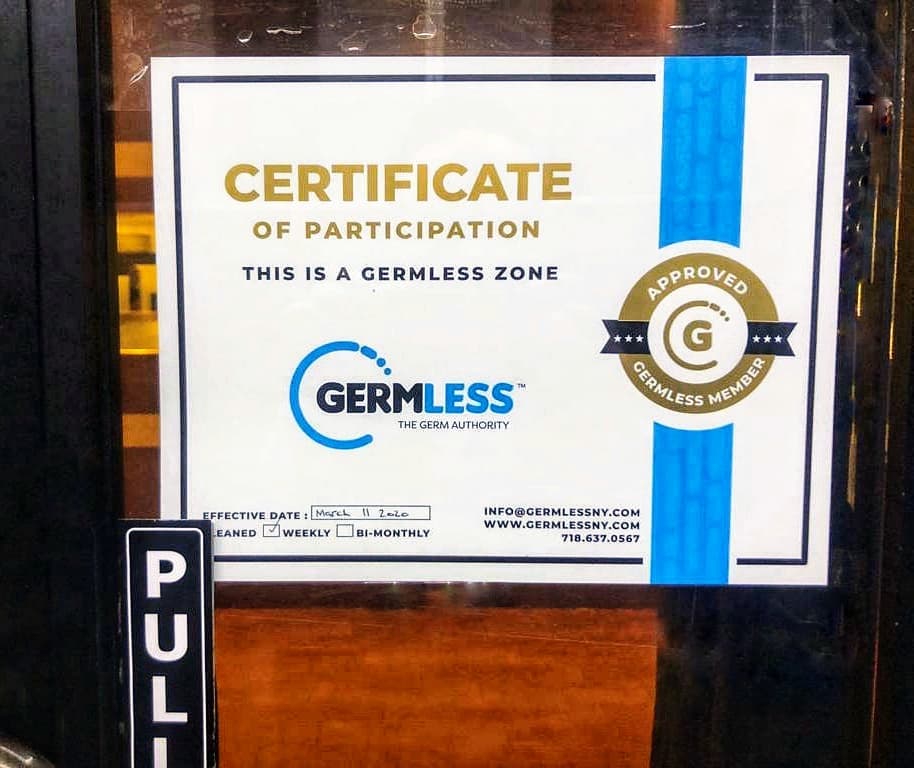 CERTIFICATE
OF PARTICIPATION
THIS IS A GERMLESS ZONE
APPROVED
G
GERMLESS MEMBER
GERMLESS™
THE GERM AUTHORITY
EFFECTIVE DATE : March 11 2020
LEANED ✓ WEEKLY BI-MONTHLY
INFO@GERMLESSNY.COM
WWW.GERMLESSNY.COM
718.637.0567
PUL